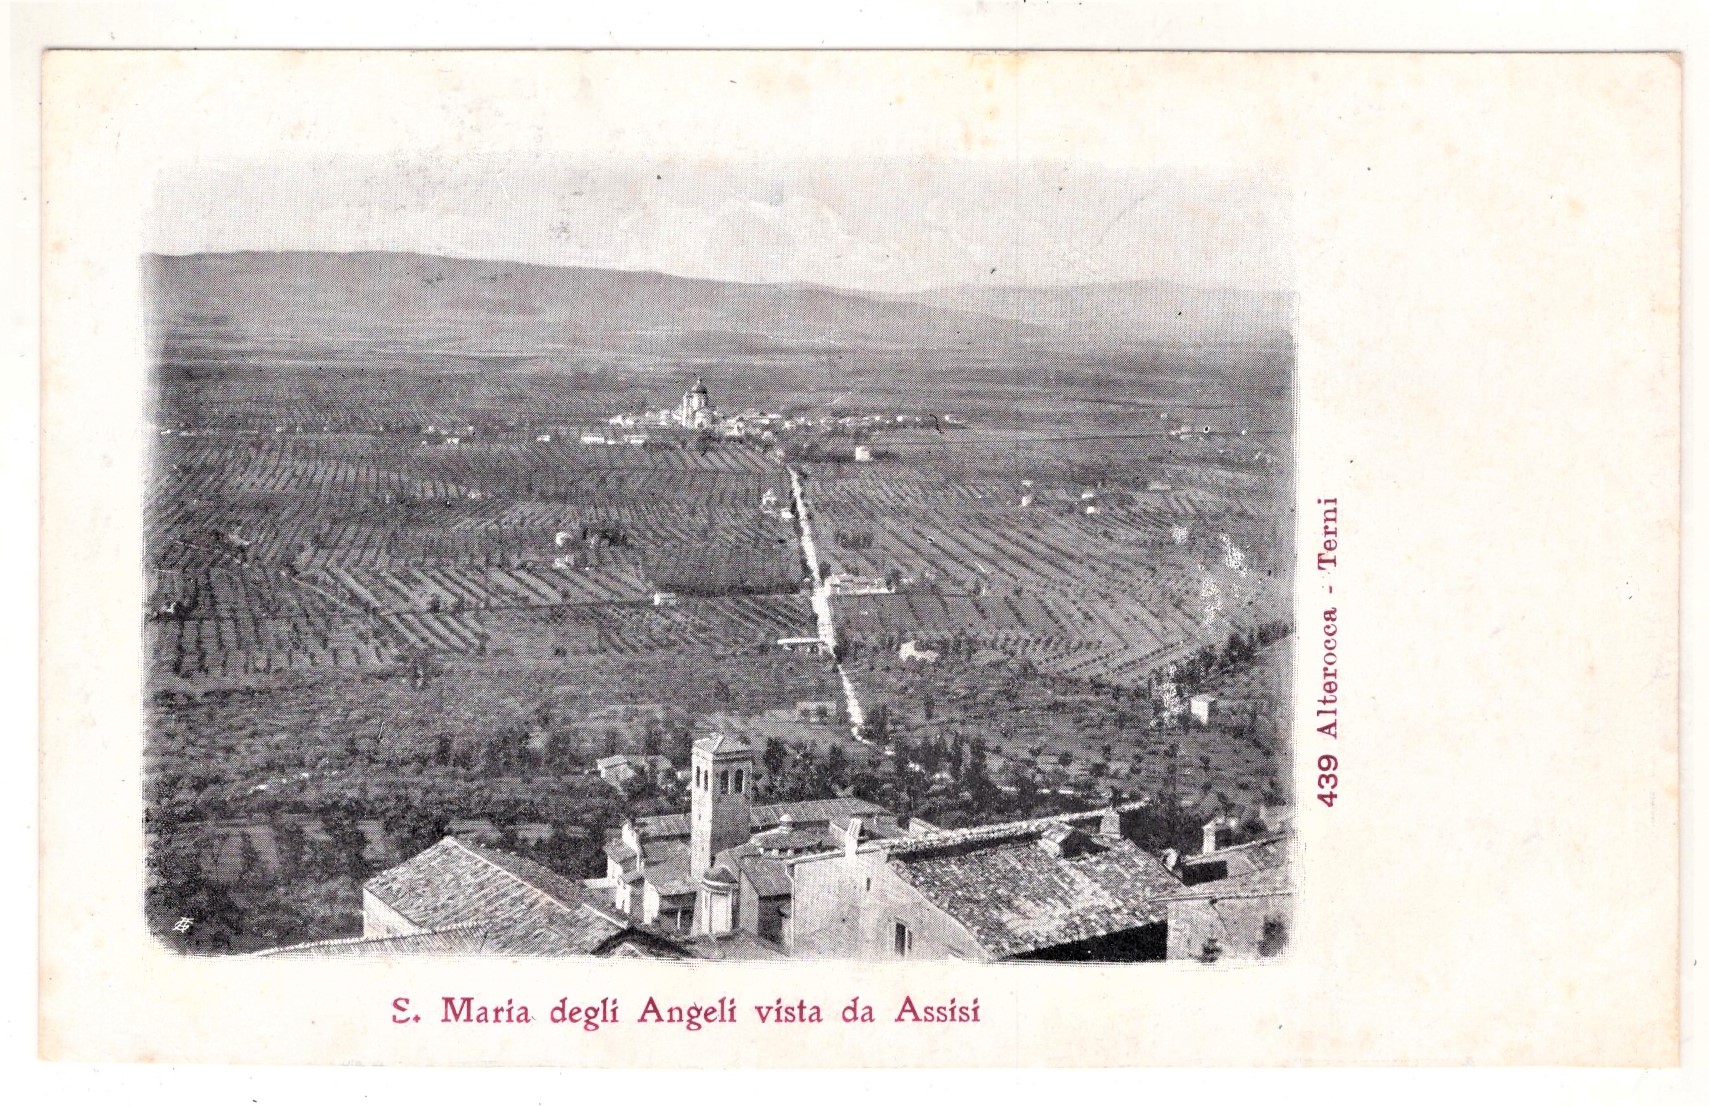 S. Maria degli Angeli vista da Assisi
439 Alterocca - Terni